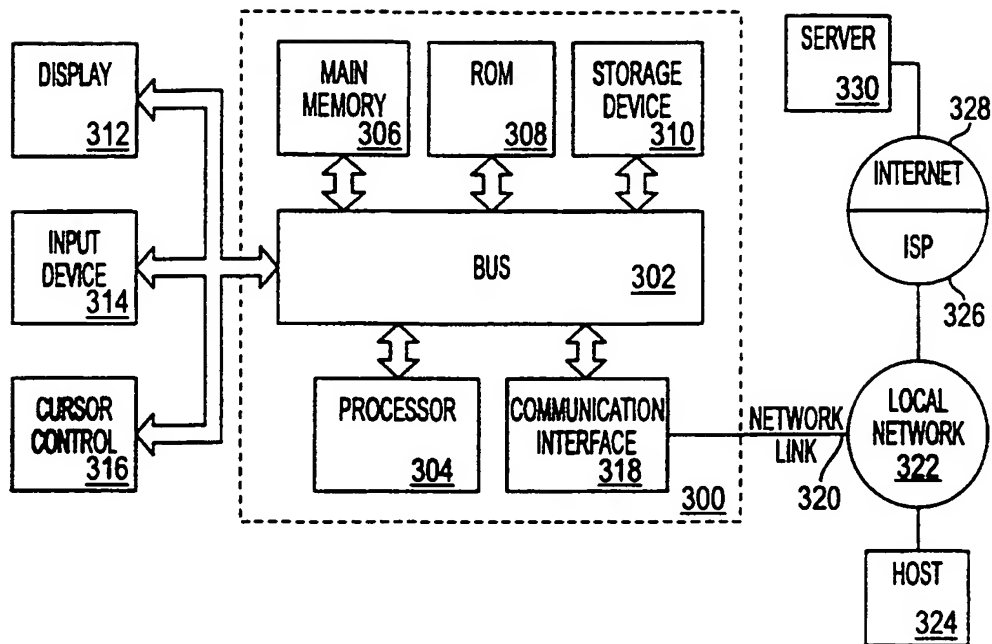 DISPLAY
312
INPUT
DEVICE
314
CURSOR
CONTROL
316
MAIN
MEMORY
306
ROM
308
STORAGE
DEVICE
310
BUS
302
PROCESSOR
304
COMMUNICATION
INTERFACE
318
300
NETWORK
LINK
320
SERVER
330
328
INTERNET
ISP
326
LOCAL
NETWORK
322
HOST
324